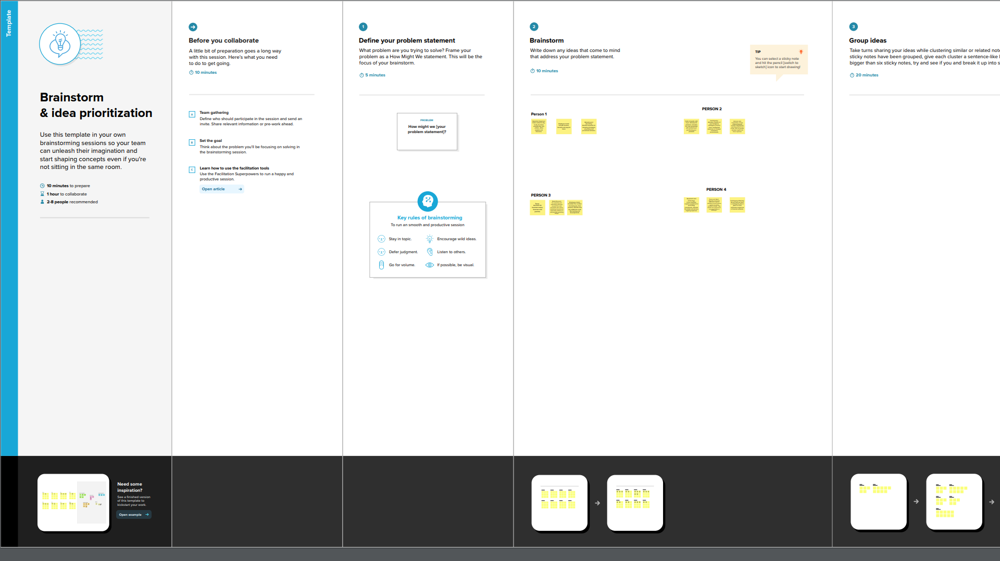 Template
Brainstorm
& idea prioritization
Use this template in your own
brainstorming sessions so your team
can unleash their imagination and
start shaping concepts even if you're
not sitting in the same room.
10 minutes to prepare
1 hour to collaborate
2-8 people recommended
Need some
inspiration?
See a finished version
of this template to
kickstart your work.
Open example
Before you collaborate
A little bit of preparation goes a long way
with this session. Here's what you need
to do to get going.
10 minutes
A
Team gathering
Define who should participate in the session and send an
invite. Share relevant information or pre-work ahead.
B
Set the goal
Think about the problem you'll be focusing on solving in
the brainstorming session.
C
Learn how to use the facilitation tools
Use the Facilitation Superpowers to run a happy and
productive session.
Open article
1
Define your problem statement
What problem are you trying to solve? Frame your
problem as a How Might We statement. This will be the
focus of your brainstorm.
5 minutes
PROBLEM
How might we [your
problem statement]?
Key rules of brainstorming
To run an smooth and productive session
Stay in topic.
Encourage wild ideas.
Defer judgment.
Listen to others.
Go for volume.
If possible, be visual.
2
Brainstorm
Write down any ideas that come to mind
that address your problem statement.
10 minutes
TIP
You can select a sticky note
and hit the pencil [switch to
sketch] icon to start drawing!
Person 1
PERSON 2
PERSON 3
PERSON 4
3
Group ideas
Take turns sharing your ideas while clustering similar or related
sticky notes have been grouped, give each cluster a sentence-like
bigger than six sticky notes, try and see if you and break it up into
20 minutes